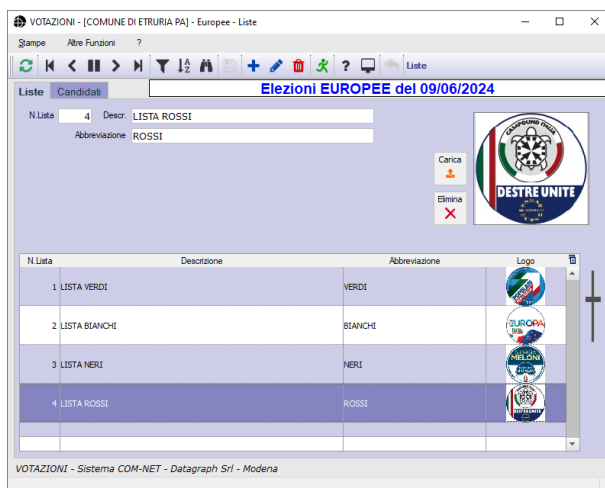 VOTAZIONI - [COMUNE DI ETRURIA PA] - Europee - Liste
Stampe Altre Funzioni ?
Liste
Liste Candidati Elezioni EUROPEE del 09/06/2024
N.Lista 4 Descr. LISTA ROSSI
Abbreviazione ROSSI
Carica
Elimina
DESTRE UNITE
N.Lista Descrizione Abbreviazione Logo
1 LISTA VERDI VERDI
2 LISTA BIANCHI BIANCHI EUROPA
3 LISTA NERI NERI MELONI
4 LISTA ROSSI ROSSI
VOTAZIONI - Sistema COM-NET - Datagraph Srl - Modena